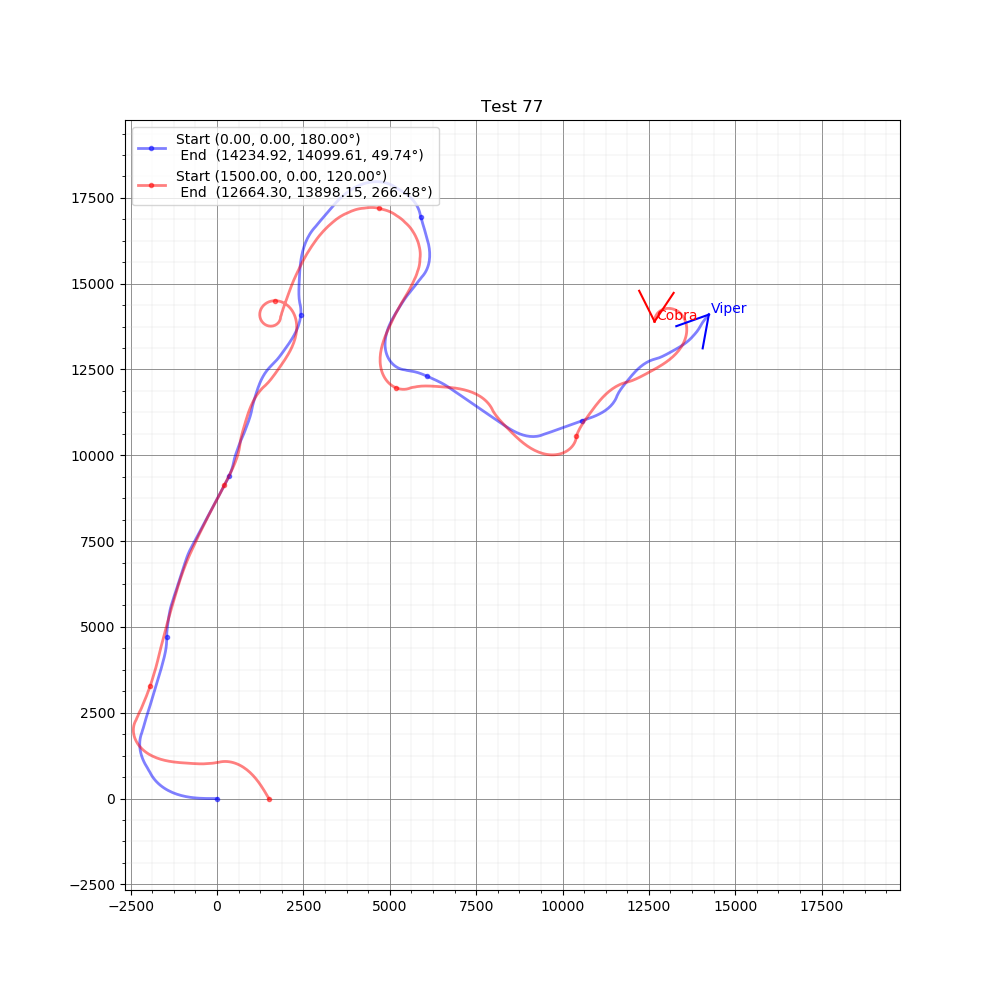 Test 77
Start (0.00, 0.00, 180.00°)
End  (14234.92, 14099.61, 49.74°)
Start (1500.00, 0.00, 120.00°)
End  (12664.30, 13898.15, 266.48°)
17500
15000
12500
10000
7500
5000
2500
0
−2500
Cobra
Viper
−2500 0 2500 5000 7500 10000 12500 15000 17500